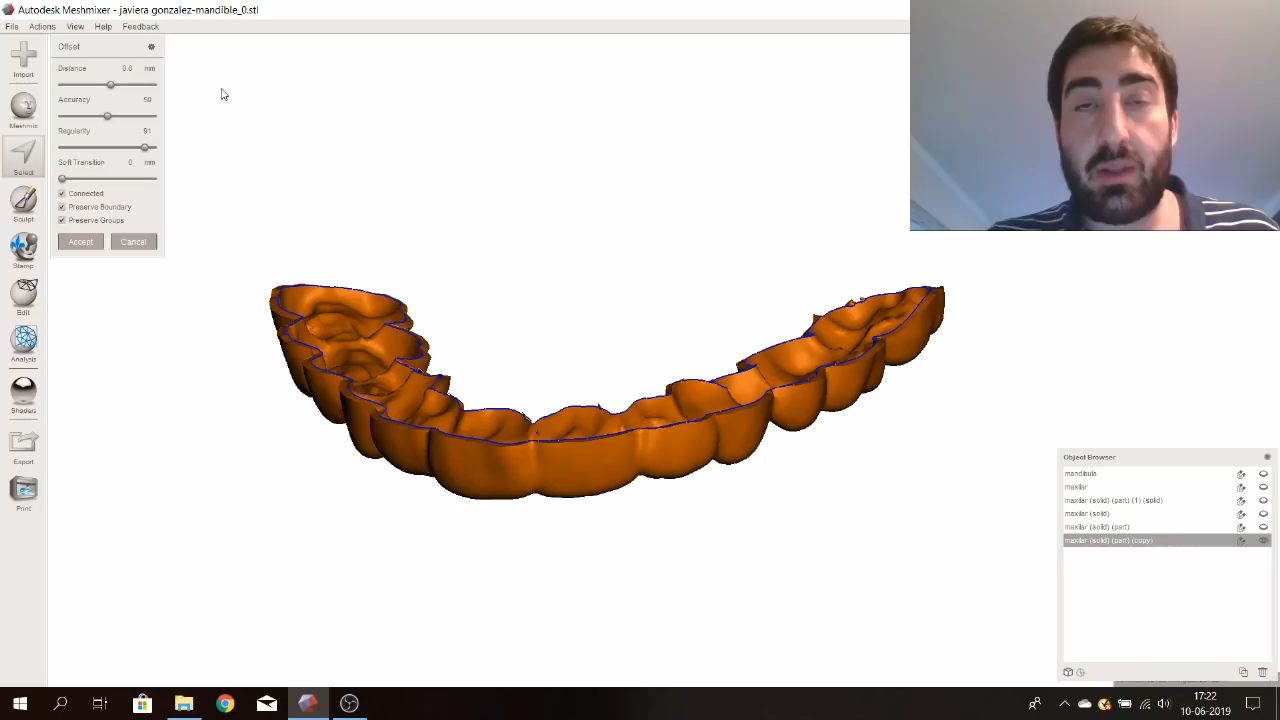 Autodesk Meshmixer - javiera gonzalez-mandible_0.stl
File Actions View Help Feedback
Import
Meshmix
Select
Sculpt
Stamp
Edit
Analysis
Shaders
Export
Print
Offset
Distance 0.6 mm
Accuracy 50
Regularity 91
Soft Transition 0 mm
Connected
Preserve Boundary
Preserve Groups
Accept Cancel
Object Browser
mandibula
maxilar
maxilar (solid) (part) (1) (solid)
maxilar (solid)
maxilar (solid) (part)
maxilar (solid) (part) (copy)
17:22
10-06-2019